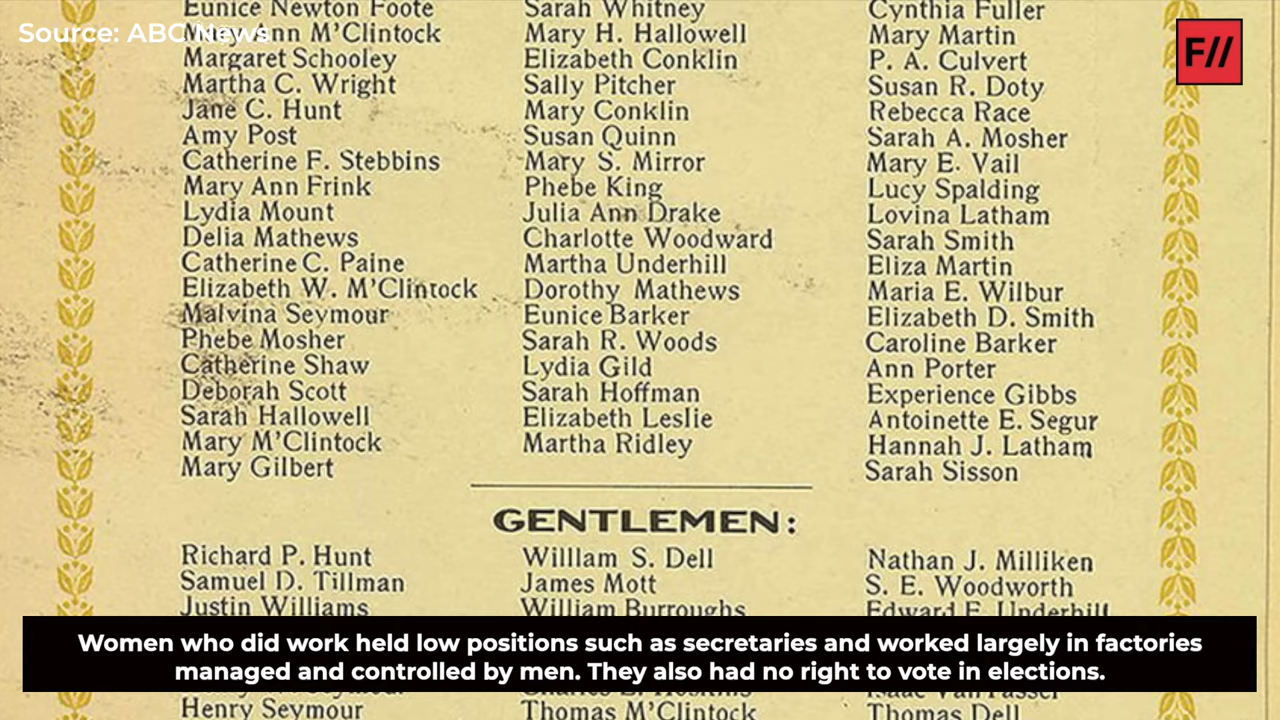 Source: ABC News
F//
Eunice Newton Foote
Mary Ann M'Clintock
Margaret Schooley
Martha C. Wright
Jane C. Hunt
Amy Post
Catherine F. Stebbins
Mary Ann Frink
Lydia Mount
Delia Mathews
Catherine C. Paine
Elizabeth W. M'Clintock
Malvina Seymour
Phebe Mosher
Catherine Shaw
Deborah Scott
Sarah Hallowell
Mary M'Clintock
Mary Gilbert
Sarah Whitney
Mary H. Hallowell
Elizabeth Conklin
Sally Pitcher
Mary Conklin
Susan Quinn
Mary S. Mirror
Phebe King
Julia Ann Drake
Charlotte Woodward
Martha Underhill
Dorothy Mathews
Eunice Barker
Sarah R. Woods
Lydia Gild
Sarah Hoffman
Elizabeth Leslie
Martha Ridley
Cynthia Fuller
Mary Martin
P. A. Culvert
Susan R. Doty
Rebecca Race
Sarah A. Mosher
Mary E. Vail
Lucy Spalding
Lovina Latham
Sarah Smith
Eliza Martin
Maria E. Wilbur
Elizabeth D. Smith
Caroline Barker
Ann Porter
Experience Gibbs
Antoinette E. Segur
Hannah J. Latham
Sarah Sisson
GENTLEMEN:
Richard P. Hunt
Samuel D. Tillman
Justin Williams
Henry Seymour
William S. Dell
James Mott
William Burroughs
Thomas M'Clintock
Nathan J. Milliken
S. E. Woodworth
Edward F. Underhill
Thomas Dell
Women who did work held low positions such as secretaries and worked largely in factories
managed and controlled by men. They also had no right to vote in elections.